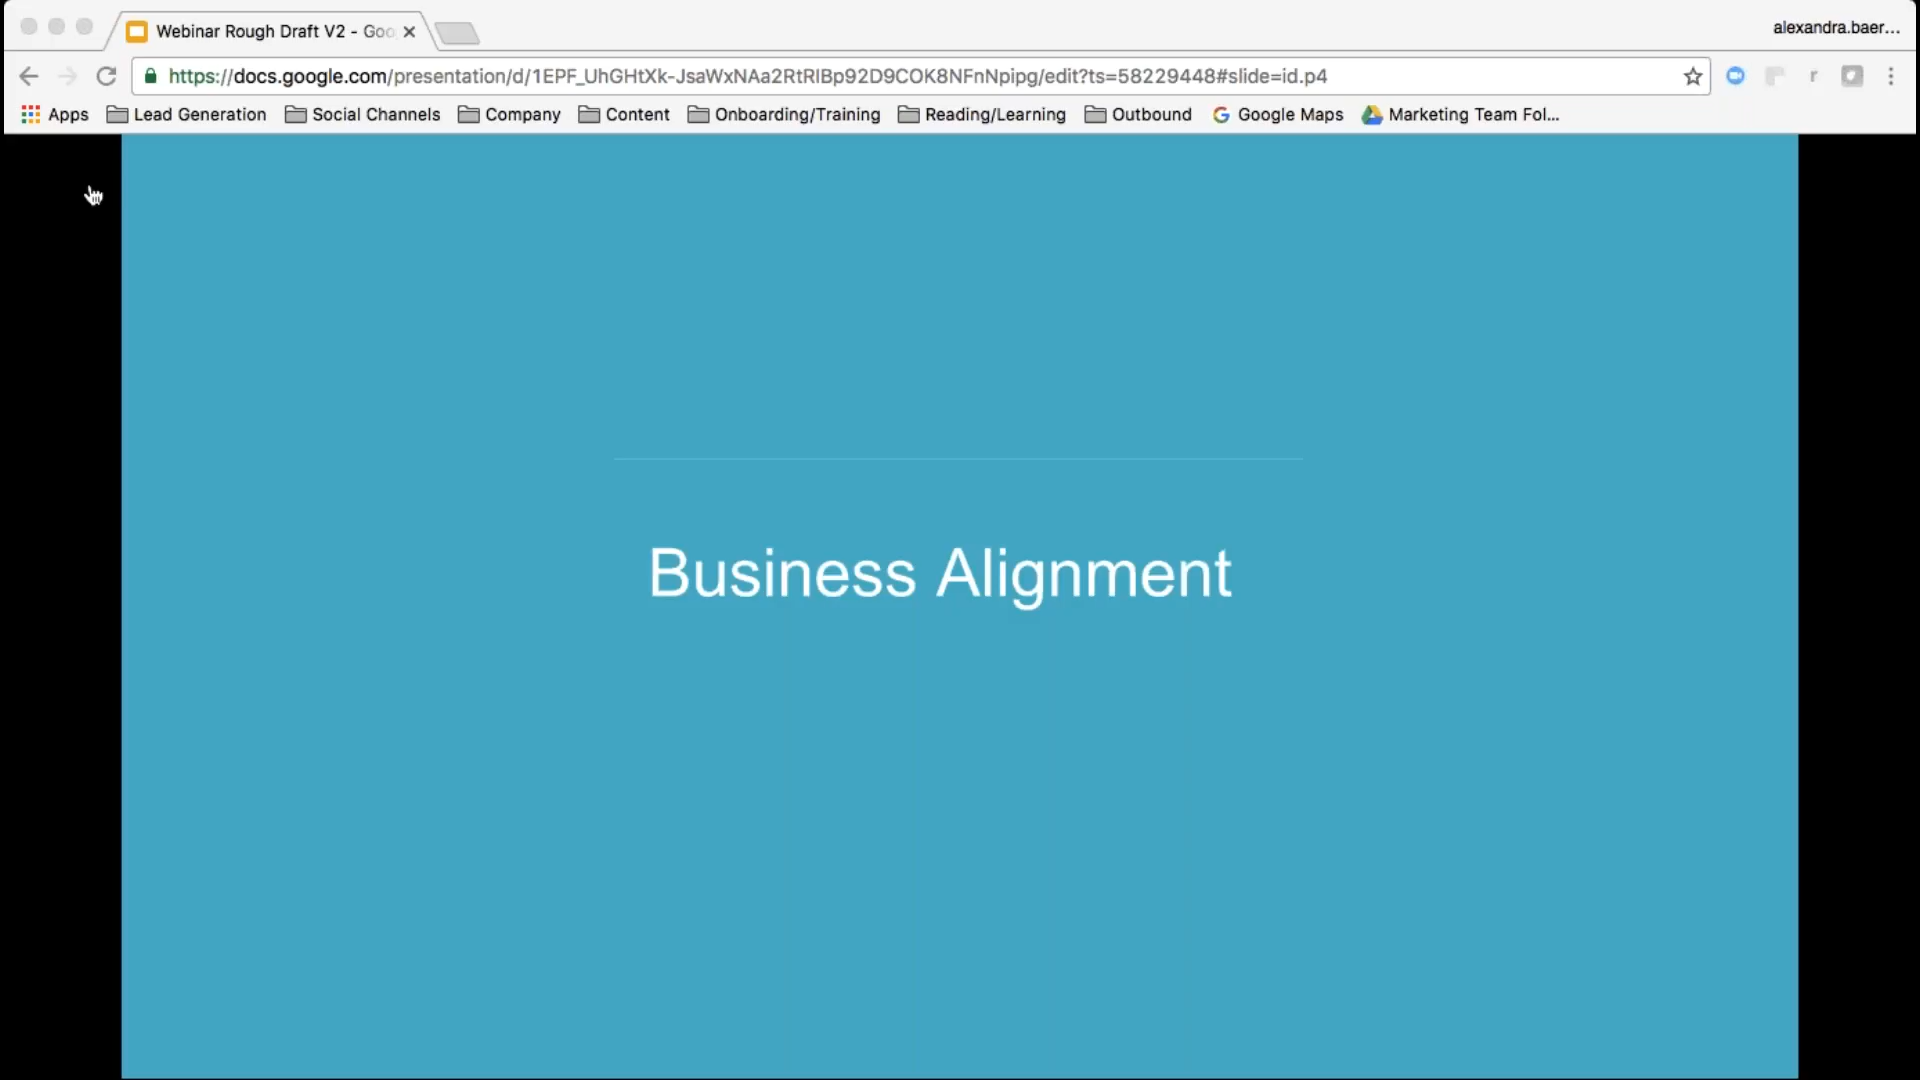 Webinar Rough Draft V2 - Goo
alexandra.baer...
https://docs.google.com/presentation/d/1EPF_UhGHtXk-JsaWxNAa2RtRlBp92D9COK8NFnNpipg/edit?ts=58229448#slide=id.p4
Apps Lead Generation Social Channels Company Content Onboarding/Training Reading/Learning Outbound Google Maps Marketing Team Fol...
Business Alignment